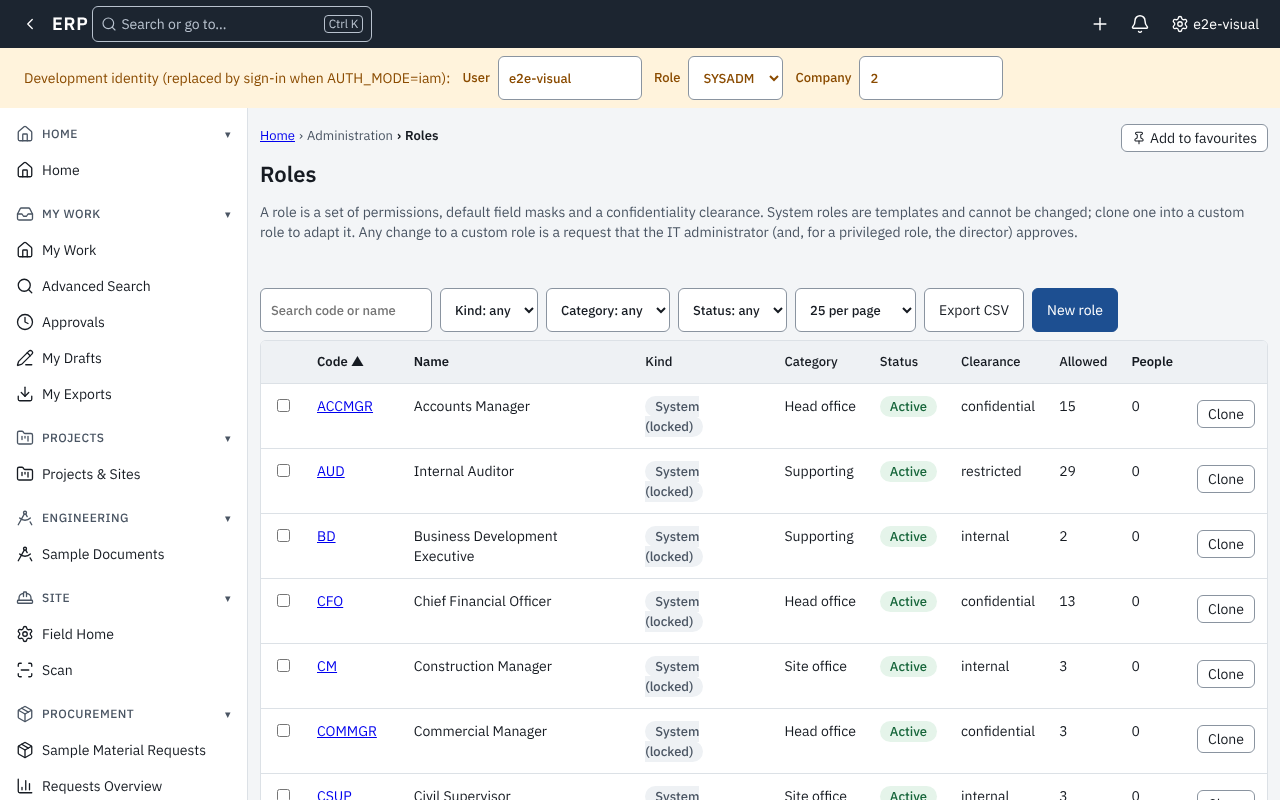 ERP Search or go to... Ctrl K e2e-visual
Development identity (replaced by sign-in when AUTH_MODE=iam): User e2e-visual Role SYSADM Company 2
HOME
Home
MY WORK
My Work
Advanced Search
Approvals
My Drafts
My Exports
PROJECTS
Projects & Sites
ENGINEERING
Sample Documents
SITE
Field Home
Scan
PROCUREMENT
Sample Material Requests
Requests Overview
Home › Administration › Roles
Add to favourites
Roles
A role is a set of permissions, default field masks and a confidentiality clearance. System roles are templates and cannot be changed; clone one into a custom
role to adapt it. Any change to a custom role is a request that the IT administrator (and, for a privileged role, the director) approves.
Search code or name Kind: any Category: any Status: any 25 per page Export CSV New role
Code ▲ Name Kind Category Status Clearance Allowed People
ACCMGR Accounts Manager System (locked) Head office Active confidential 15 0 Clone
AUD Internal Auditor System (locked) Supporting Active restricted 29 0 Clone
BD Business Development Executive System (locked) Supporting Active internal 2 0 Clone
CFO Chief Financial Officer System (locked) Head office Active confidential 13 0 Clone
CM Construction Manager System (locked) Site office Active internal 3 0 Clone
COMMGR Commercial Manager System (locked) Head office Active confidential 3 0 Clone
CSUP Civil Supervisor System Site office Active internal 3 0